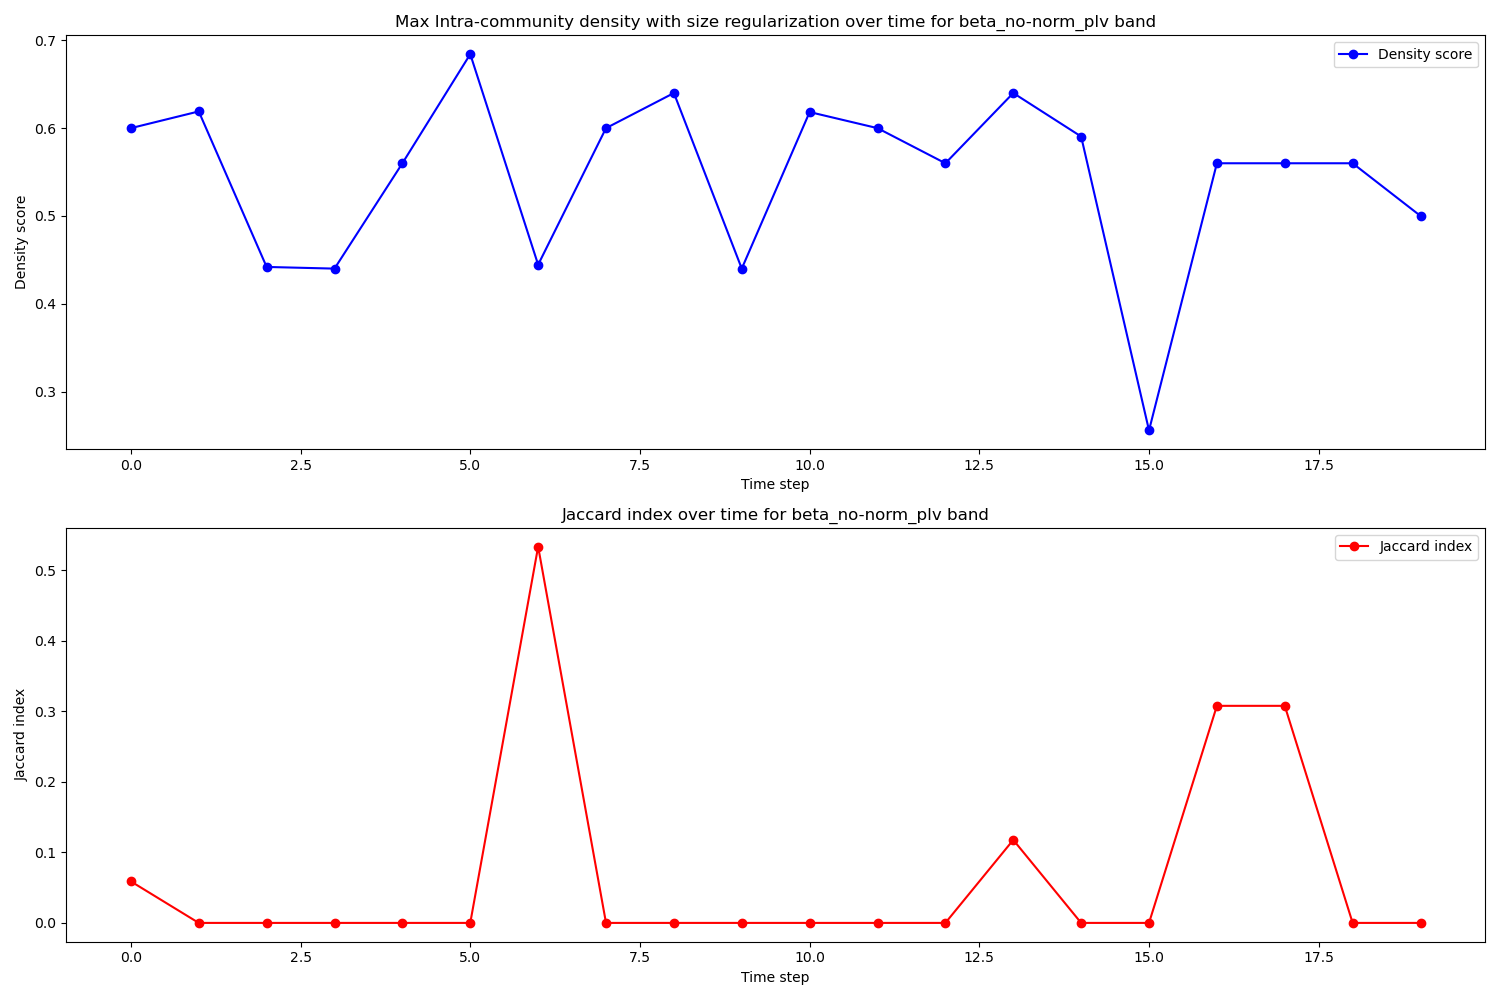 Max Intra-community density with size regularization over time for beta_no-norm_plv band
Density score
0.7
0.6
0.5
0.4
0.3
Density score
0.0 2.5 5.0 7.5 10.0 12.5 15.0 17.5
Time step
Jaccard index over time for beta_no-norm_plv band
Jaccard index
0.5
0.4
0.3
0.2
0.1
0.0
Jaccard index
0.0 2.5 5.0 7.5 10.0 12.5 15.0 17.5
Time step